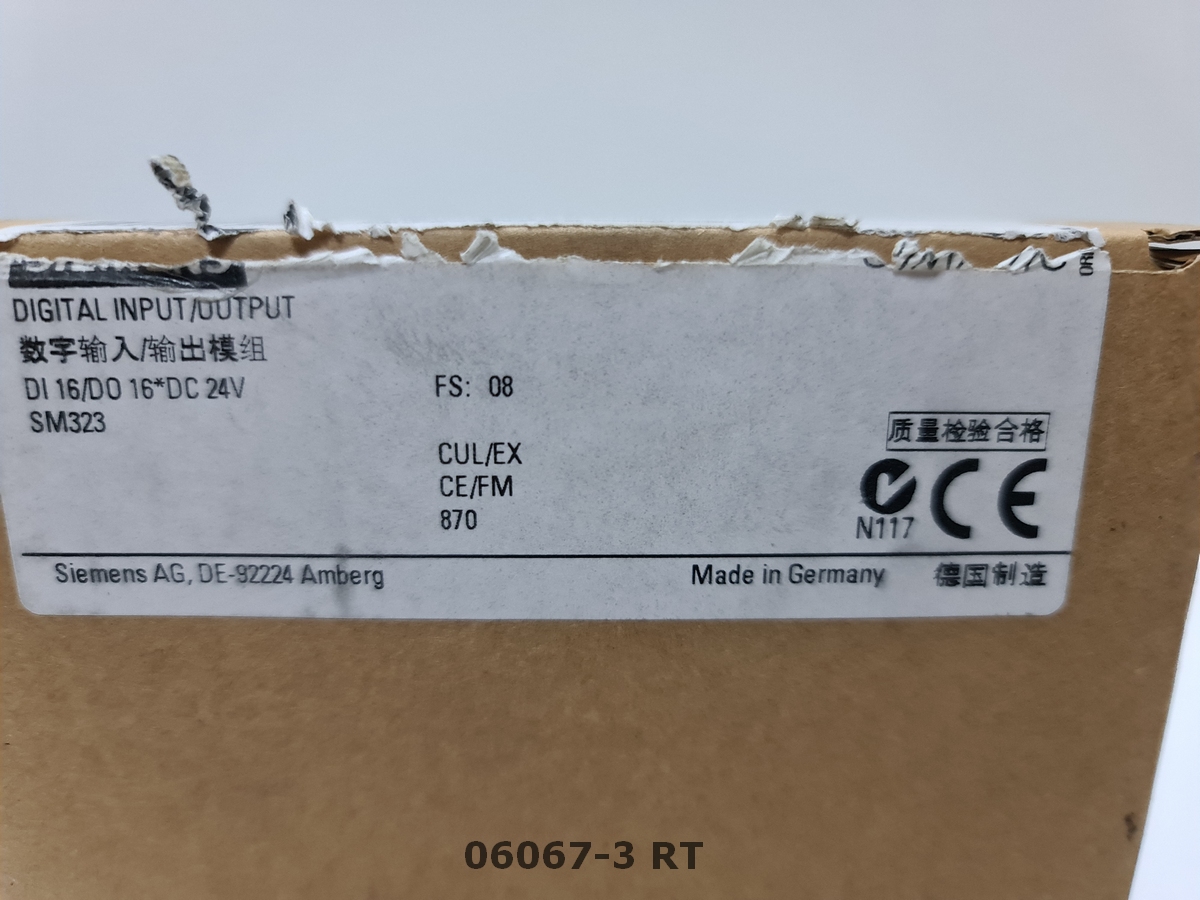 DIGITAL INPUT/OUTPUT
数字输入/输出模组
DI 16/DO 16*DC 24V
SM323
FS: 08
CUL/EX
CE/FM
870
质量检验合格
N117
CE
Siemens AG, DE-92224 Amberg
Made in Germany 德国制造
06067-3 RT